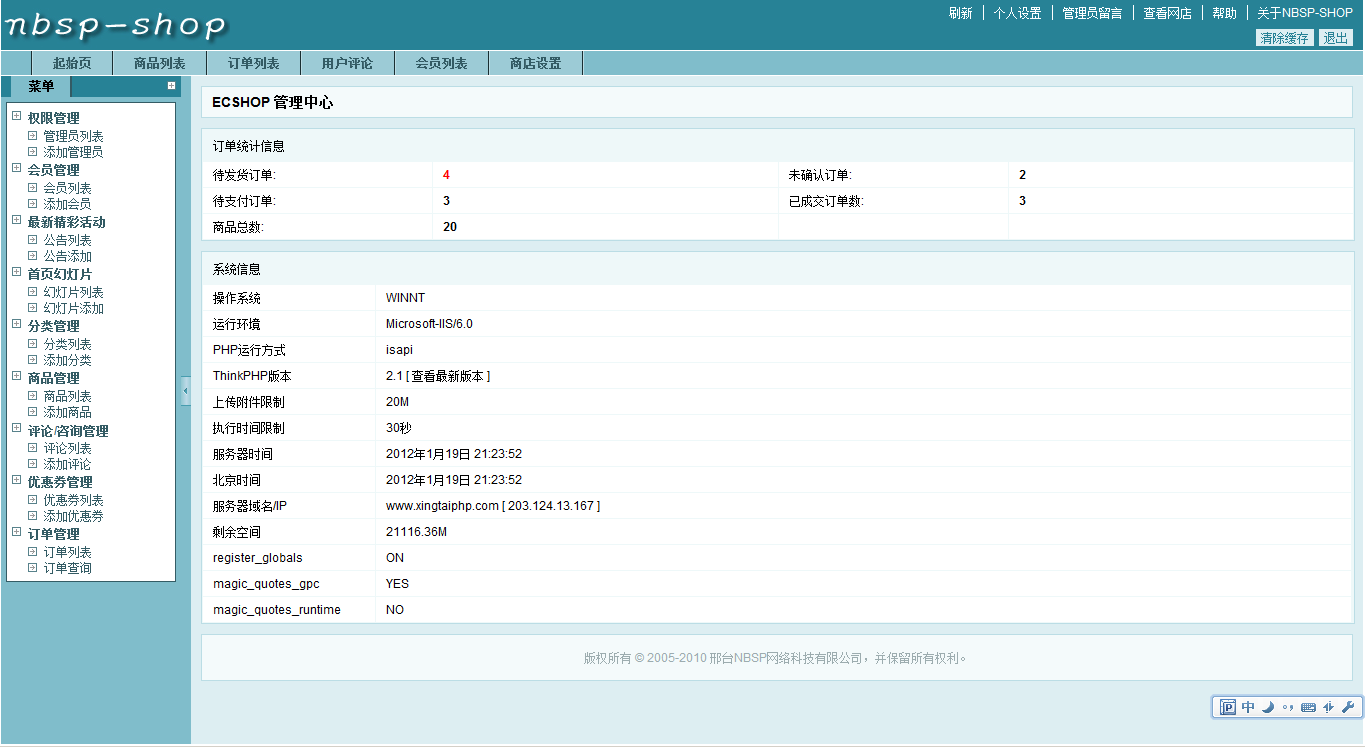 nbsp-shop
刷新 个人设置 管理员留言 查看网店 帮助 关于NBSP-SHOP
清除缓存 退出
起始页 商品列表 订单列表 用户评论 会员列表 商店设置
菜单
权限管理
管理员列表
添加管理员
会员管理
会员列表
添加会员
最新精彩活动
公告列表
公告添加
首页幻灯片
幻灯片列表
幻灯片添加
分类管理
分类列表
添加分类
商品管理
商品列表
添加商品
评论/咨询管理
评论列表
添加评论
优惠券管理
优惠券列表
添加优惠券
订单管理
订单列表
订单查询
ECSHOP 管理中心
订单统计信息
待发货订单: 4 未确认订单: 2
待支付订单: 3 已成交订单数: 3
商品总数: 20
系统信息
操作系统 WINNT
运行环境 Microsoft-IIS/6.0
PHP运行方式 isapi
ThinkPHP版本 2.1 [ 查看最新版本 ]
上传附件限制 20M
执行时间限制 30秒
服务器时间 2012年1月19日 21:23:52
北京时间 2012年1月19日 21:23:52
服务器域名/IP www.xingtaiphp.com [ 203.124.13.167 ]
剩余空间 21116.36M
register_globals ON
magic_quotes_gpc YES
magic_quotes_runtime NO
版权所有 © 2005-2010 邢台NBSP网络科技有限公司，并保留所有权利。
中